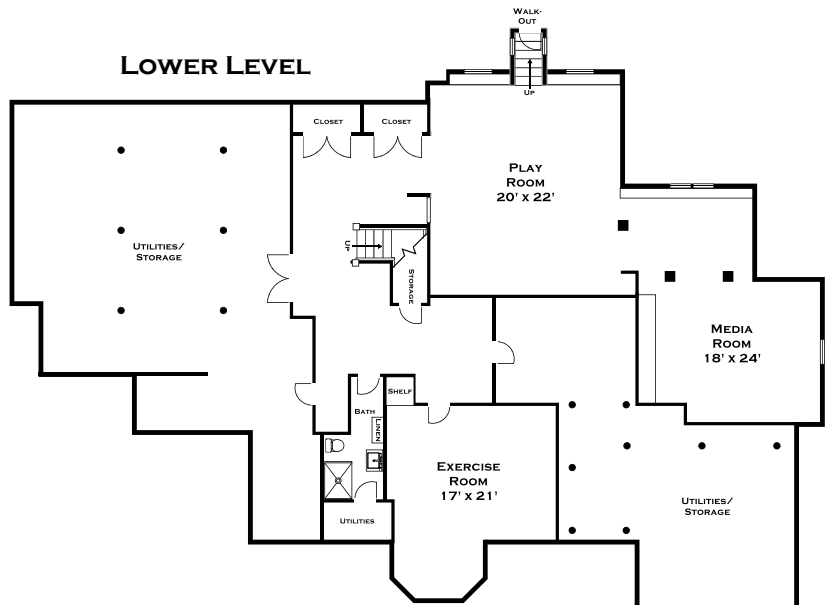 WALK-
OUT
LOWER LEVEL
UP
CLOSET
CLOSET
PLAY
ROOM
20' X 22'
UTILITIES/
STORAGE
UP
STORAGE
MEDIA
ROOM
18' X 24'
SHELF
BATH
LINEN
EXERCISE
ROOM
17' X 21'
UTILITIES/
STORAGE
UTILITIES